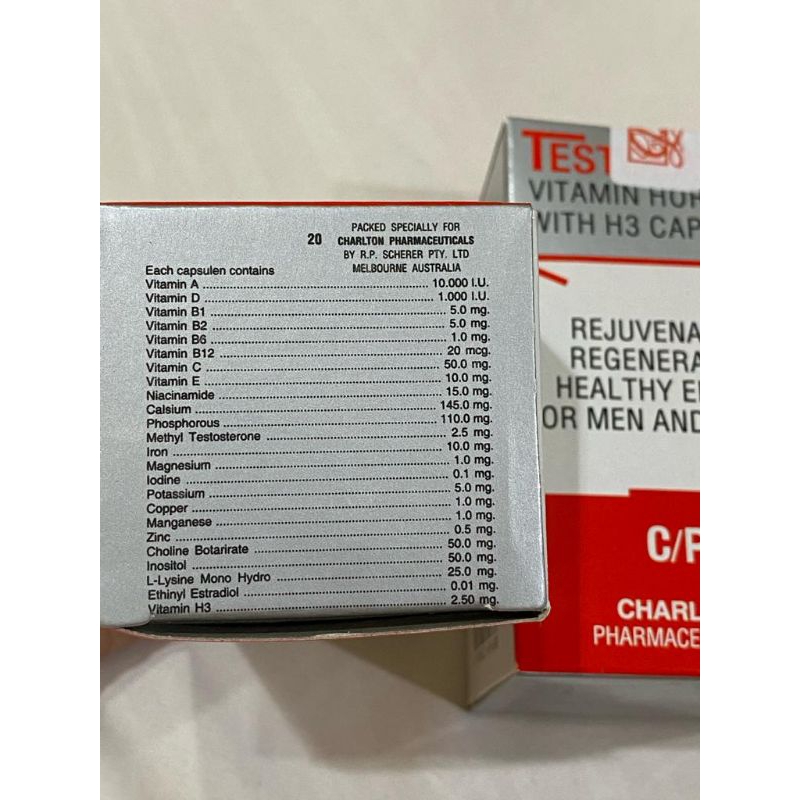 20
PACKED SPECIALLY FOR
CHARLTON PHARMACEUTICALS
BY R.P. SCHERER PTY. LTD
MELBOURNE AUSTRALIA
Each capsulen contains
Vitamin A 10.000 I.U.
Vitamin D 1.000 I.U.
Vitamin B1 5.0 mg.
Vitamin B2 5.0 mg.
Vitamin B6 1.0 mg.
Vitamin B12 20 mcg.
Vitamin C 50.0 mg.
Vitamin E 10.0 mg.
Niacinamide 15.0 mg.
Calsium 145.0 mg.
Phosphorous 110.0 mg.
Methyl Testosterone 2.5 mg.
Iron 10.0 mg.
Magnesium 1.0 mg.
Iodine 0.1 mg.
Potassium 5.0 mg.
Copper 1.0 mg.
Manganese 1.0 mg.
Zinc 0.5 mg.
Choline Botarirate 50.0 mg.
Inositol 50.0 mg.
L-Lysine Mono Hydro 25.0 mg.
Ethinyl Estradiol 0.01 mg.
Vitamin H3 2.50 mg.
TEST
VITAMIN HOR
WITH H3 CAP
REJUVENA
REGENERA
HEALTHY E
OR MEN AND
C/P
CHARL
PHARMACE